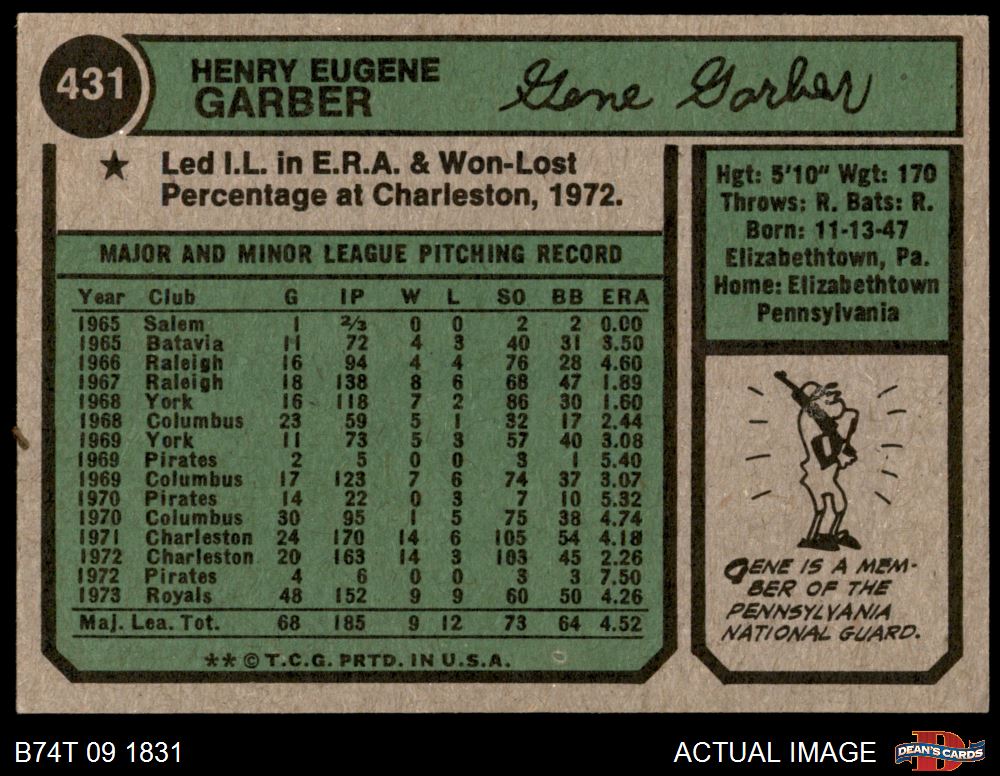 431
HENRY EUGENE
GARBER
Gene Garber
★ Led I.L. in E.R.A. & Won-Lost
Percentage at Charleston, 1972.
MAJOR AND MINOR LEAGUE PITCHING RECORD
Year Club G IP W L SO BB ERA
1965 Salem 1 2/3 0 0 2 2 0.00
1965 Batavia 11 72 4 3 40 31 3.50
1966 Raleigh 16 94 4 4 76 28 4.60
1967 Raleigh 18 138 8 6 68 47 1.89
1968 York 16 118 7 2 86 30 1.60
1968 Columbus 23 59 5 1 32 17 2.44
1969 York 11 73 5 3 57 40 3.08
1969 Pirates 2 5 0 0 3 1 5.40
1969 Columbus 17 123 7 6 74 37 3.07
1970 Pirates 14 22 0 3 7 10 5.32
1970 Columbus 30 95 1 5 75 38 4.74
1971 Charleston 24 170 14 6 105 54 4.18
1972 Charleston 20 163 14 3 103 45 2.26
1972 Pirates 4 6 0 0 3 3 7.50
1973 Royals 48 152 9 9 60 50 4.26
Maj. Lea. Tot. 68 185 9 12 73 64 4.52
** © T.C.G. PRTD. IN U.S.A.
Hgt: 5'10" Wgt: 170
Throws: R. Bats: R.
Born: 11-13-47
Elizabethtown, Pa.
Home: Elizabethtown
Pennsylvania
GENE IS A MEM-
BER OF THE
PENNSYLVANIA
NATIONAL GUARD.
B74T 09 1831
ACTUAL IMAGE
DEAN'S CARDS